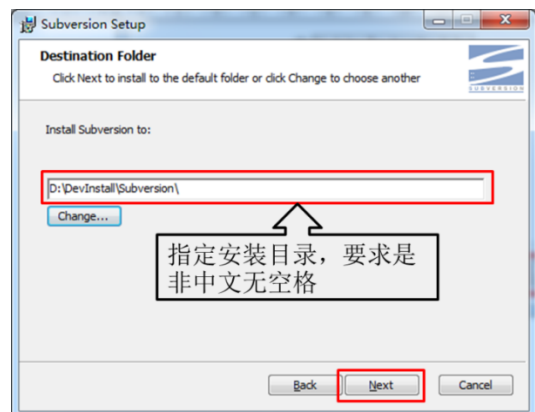 Subversion Setup
Destination Folder
Click Next to install to the default folder or click Change to choose another
SUBVERSION
Install Subversion to:
D:\DevInstall\Subversion\
Change...
指定安装目录，要求是
非中文无空格
Back
Next
Cancel